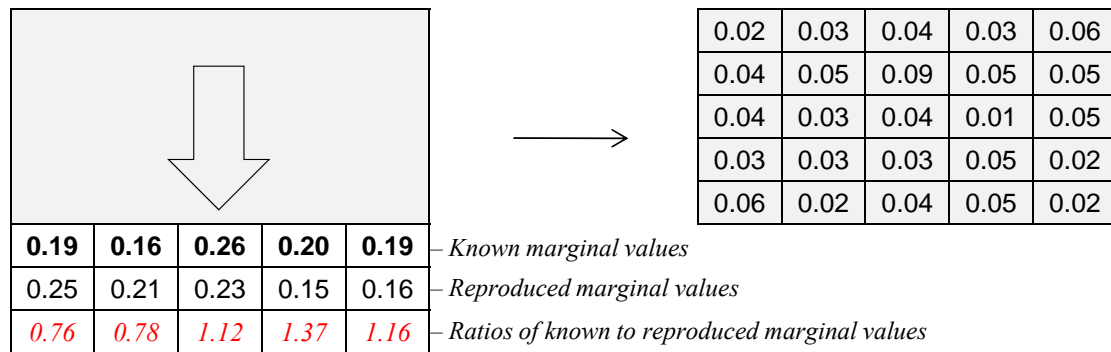 0.02 0.03 0.04 0.03 0.06
0.04 0.05 0.09 0.05 0.05
0.04 0.03 0.04 0.01 0.05
0.03 0.03 0.03 0.05 0.02
0.06 0.02 0.04 0.05 0.02
0.19 0.16 0.26 0.20 0.19 – Known marginal values
0.25 0.21 0.23 0.15 0.16 – Reproduced marginal values
0.76 0.78 1.12 1.37 1.16 – Ratios of known to reproduced marginal values